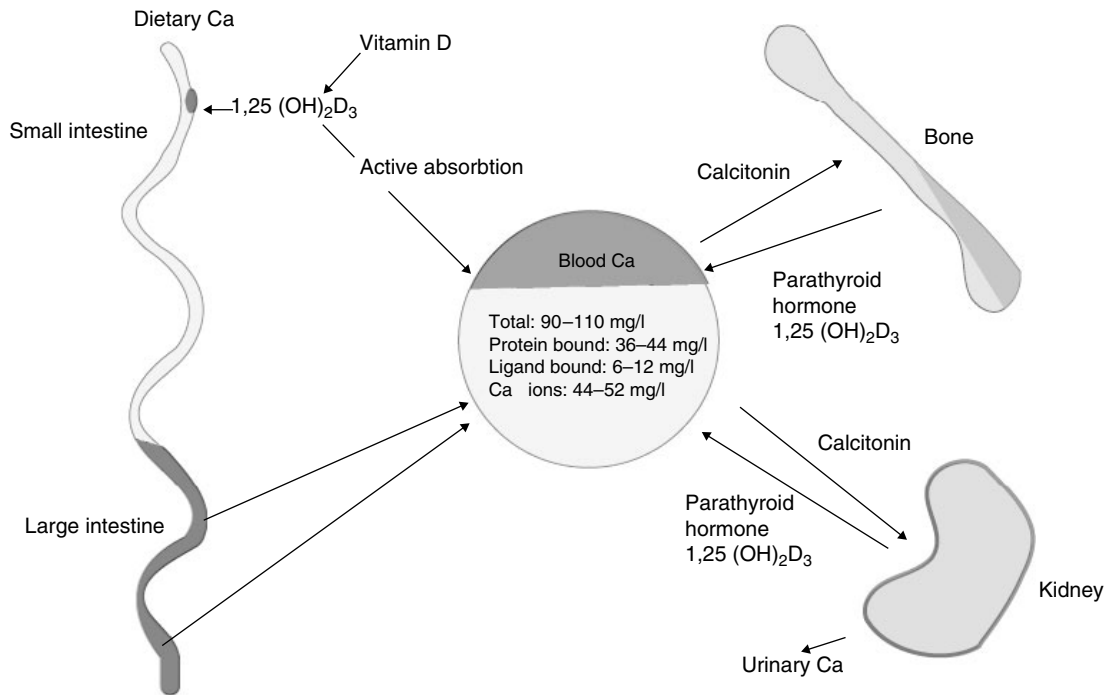 Dietary Ca
Vitamin D
1,25 (OH)₂D₃
Small intestine
Active absorbtion
Bone
Calcitonin
Blood Ca
Parathyroid
hormone
1,25 (OH)₂D₃
Total: 90–110 mg/l
Protein bound: 36–44 mg/l
Ligand bound: 6–12 mg/l
Ca ions: 44–52 mg/l
Calcitonin
Large intestine
Parathyroid
hormone
1,25 (OH)₂D₃
Kidney
Urinary Ca